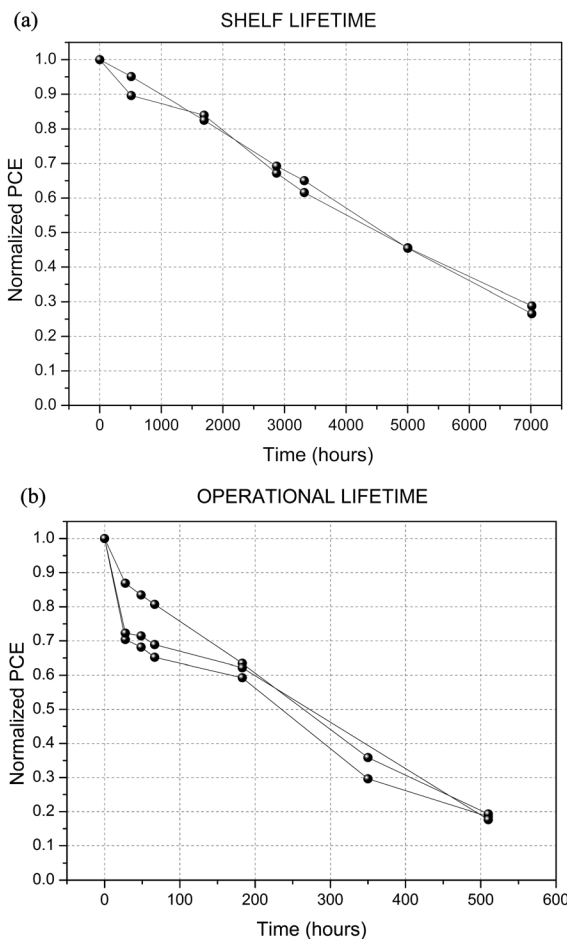 (a)
SHELF LIFETIME
1.0
0.9
0.8
0.7
0.6
0.5
0.4
0.3
0.2
0.1
0.0
Normalized PCE
0 1000 2000 3000 4000 5000 6000 7000
Time (hours)
(b)
OPERATIONAL LIFETIME
1.0
0.9
0.8
0.7
0.6
0.5
0.4
0.3
0.2
0.1
0.0
Normalized PCE
0 100 200 300 400 500 600
Time (hours)